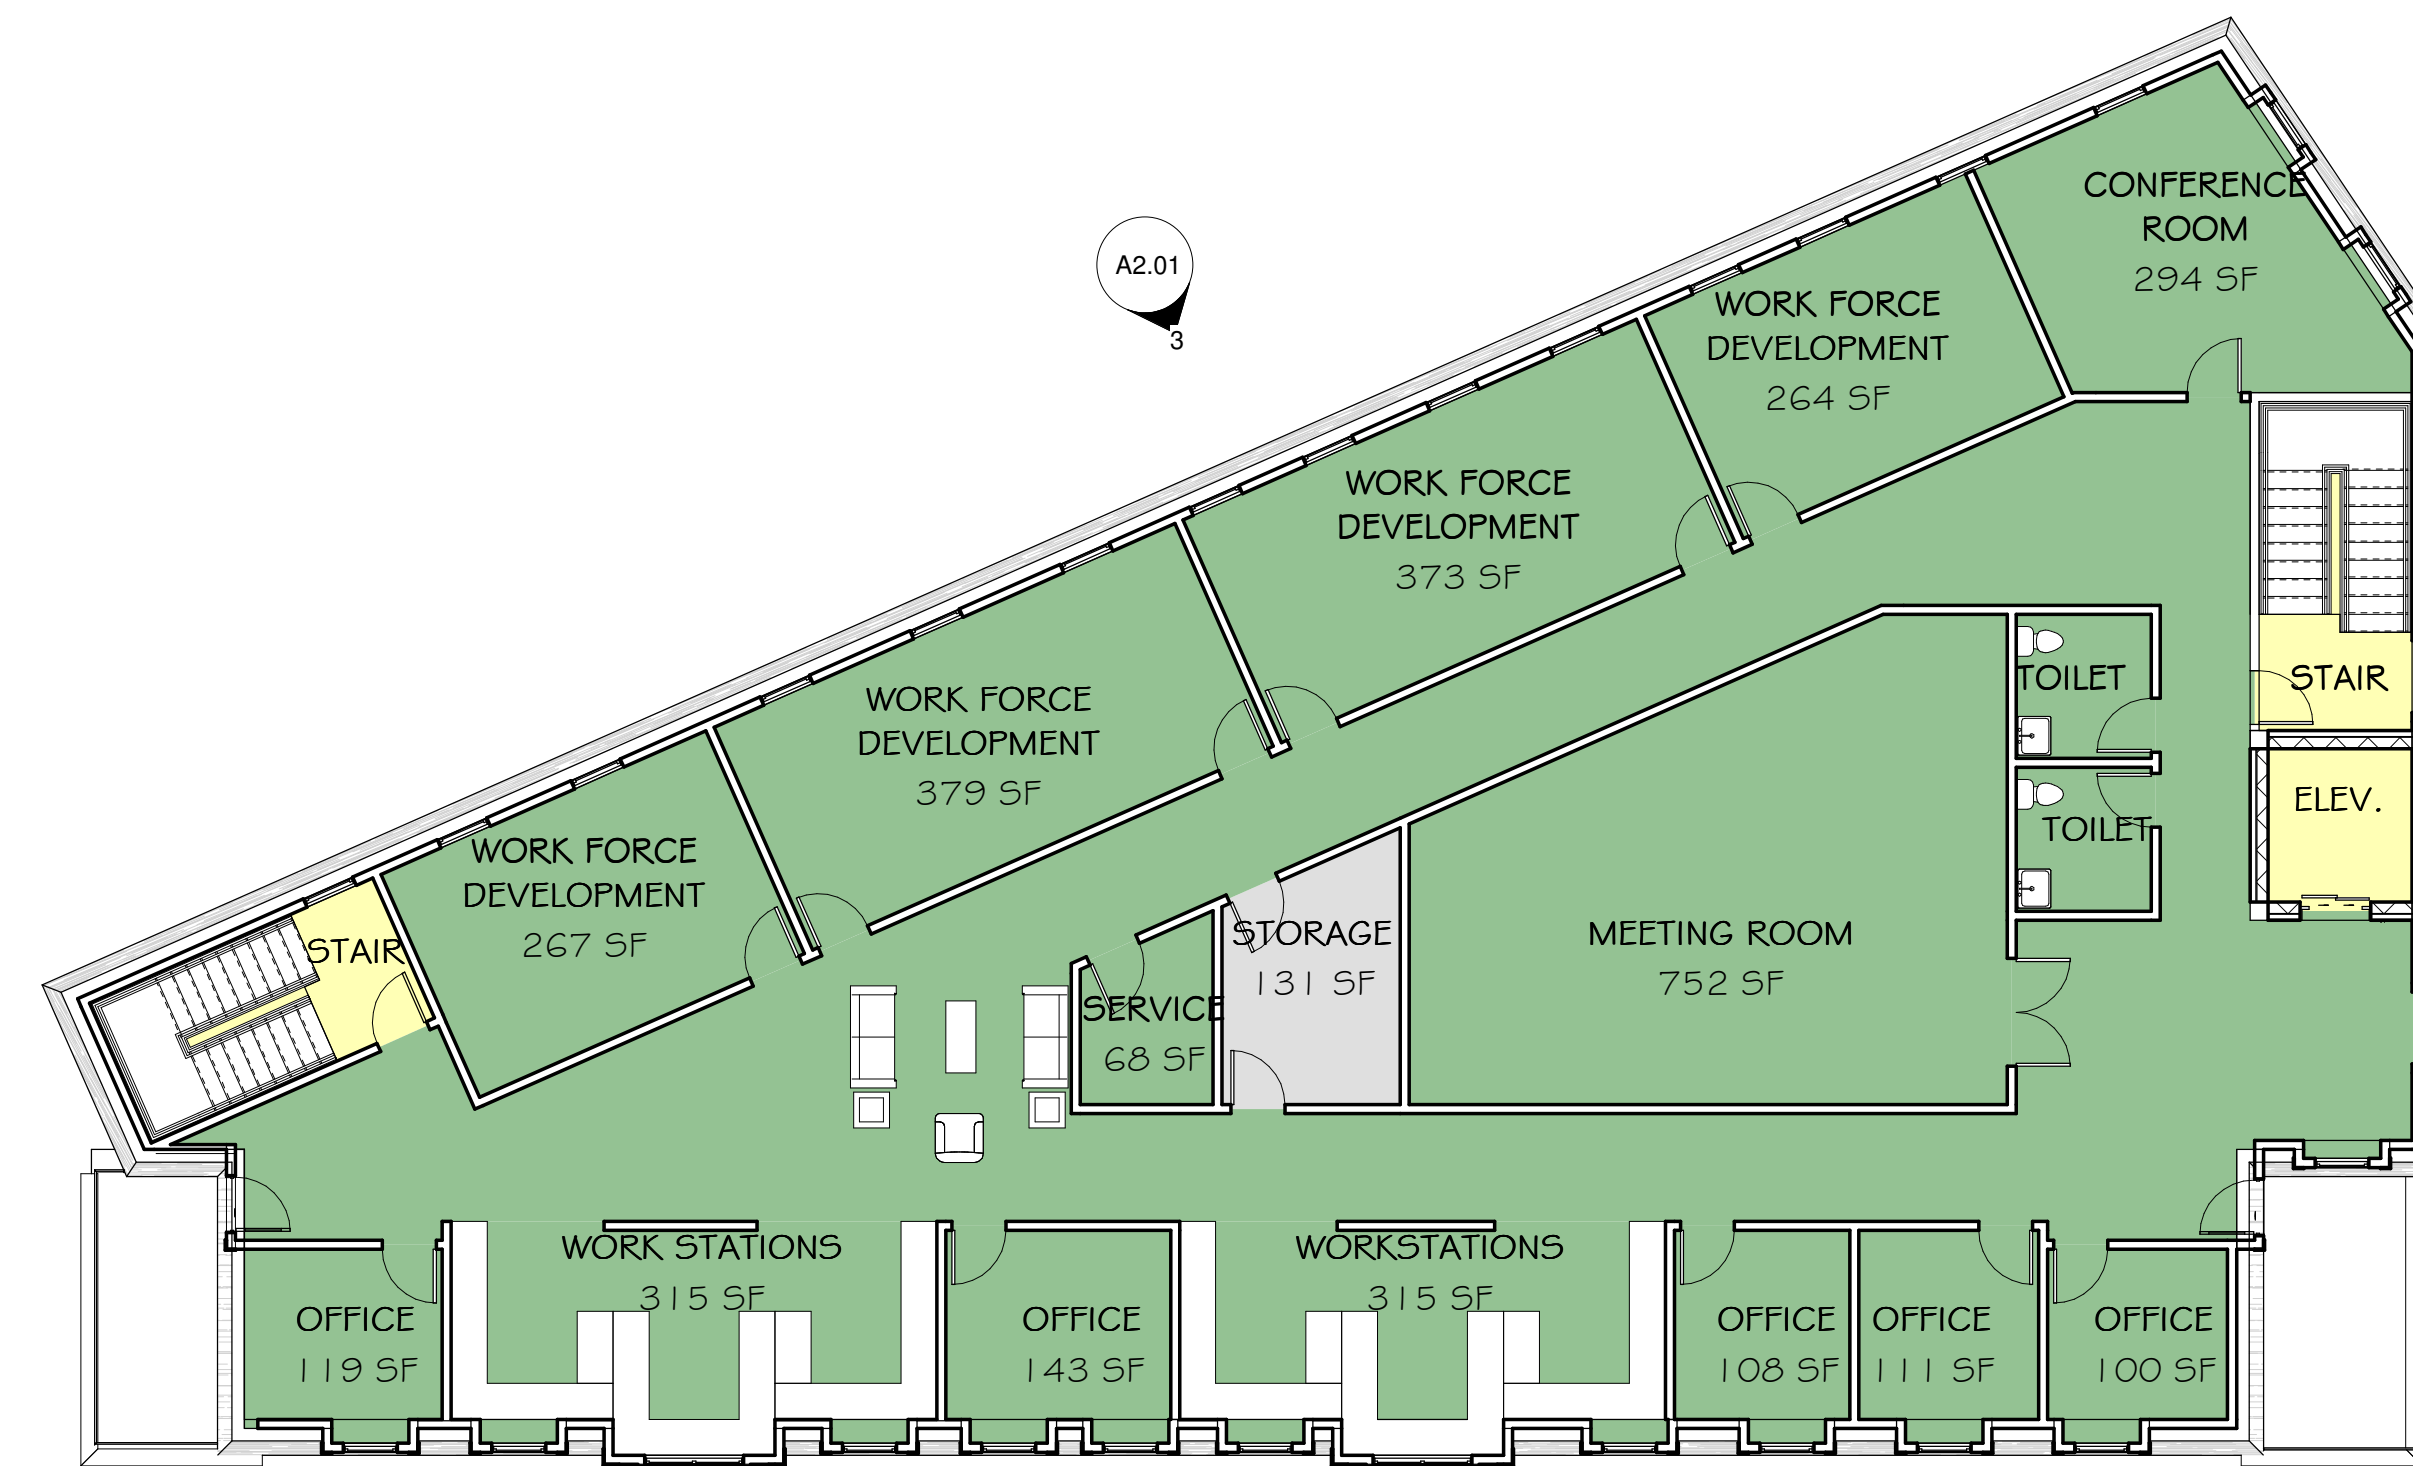 CONFERENCE
ROOM
294 SF
A2.01
3
WORK FORCE
DEVELOPMENT
264 SF
WORK FORCE
DEVELOPMENT
373 SF
WORK FORCE
DEVELOPMENT
379 SF
WORK FORCE
DEVELOPMENT
267 SF
STAIR
TOILET
STAIR
ELEV.
TOILET
STORAGE
131 SF
MEETING ROOM
752 SF
SERVICE
68 SF
WORK STATIONS
315 SF
WORKSTATIONS
315 SF
OFFICE
119 SF
OFFICE
143 SF
OFFICE
108 SF
OFFICE
111 SF
OFFICE
100 SF